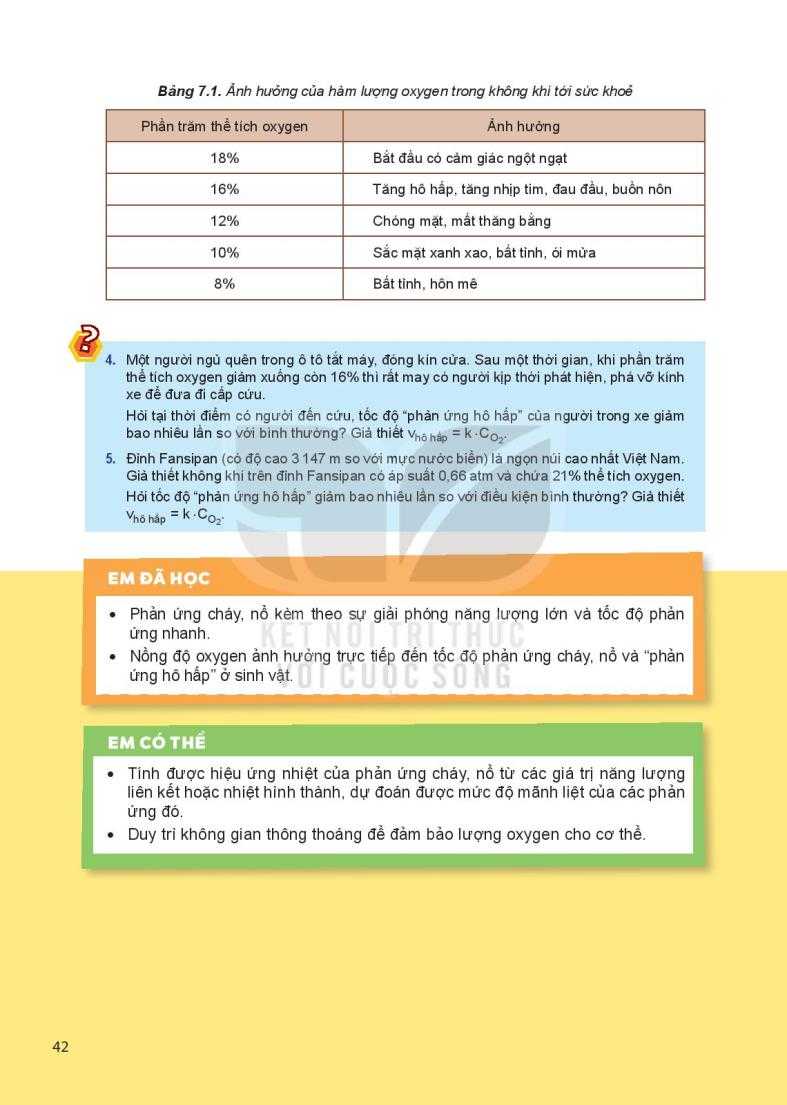 Bảng 7.1. Ảnh hưởng của hàm lượng oxygen trong không khí tới sức khoẻ
Phần trăm thể tích oxygen
Ảnh hưởng
18%
Bắt đầu có cảm giác ngột ngạt
16%
Tăng hô hấp, tăng nhịp tim, đau đầu, buồn nôn
12%
Chóng mặt, mất thăng bằng
10%
Sắc mặt xanh xao, bất tỉnh, ói mửa
8%
Bất tỉnh, hôn mê
?
4. Một người ngủ quên trong ô tô tắt máy, đóng kín cửa. Sau một thời gian, khi phần trăm
thể tích oxygen giảm xuống còn 16% thì rất may có người kịp thời phát hiện, phá vỡ kính
xe để đưa đi cấp cứu.
Hỏi tại thời điểm có người đến cứu, tốc độ “phản ứng hô hấp” của người trong xe giảm
bao nhiêu lần so với bình thường? Giả thiết v hô hấp = k · C O₂.
5. Đỉnh Fansipan (có độ cao 3 147 m so với mực nước biển) là ngọn núi cao nhất Việt Nam.
Giả thiết không khí trên đỉnh Fansipan có áp suất 0,66 atm và chứa 21% thể tích oxygen.
Hỏi tốc độ “phản ứng hô hấp” giảm bao nhiêu lần so với điều kiện bình thường? Giả thiết
v hô hấp = k · C O₂.
EM ĐÃ HỌC
• Phản ứng cháy, nổ kèm theo sự giải phóng năng lượng lớn và tốc độ phản
ứng nhanh.
• Nồng độ oxygen ảnh hưởng trực tiếp đến tốc độ phản ứng cháy, nổ và “phản
ứng hô hấp” ở sinh vật.
KẾT NỐI TRI THỨC
VỚI CUỘC SỐNG
EM CÓ THỂ
• Tính được hiệu ứng nhiệt của phản ứng cháy, nổ từ các giá trị năng lượng
liên kết hoặc nhiệt hình thành, dự đoán được mức độ mãnh liệt của các phản
ứng đó.
• Duy trì không gian thông thoáng để đảm bảo lượng oxygen cho cơ thể.
42